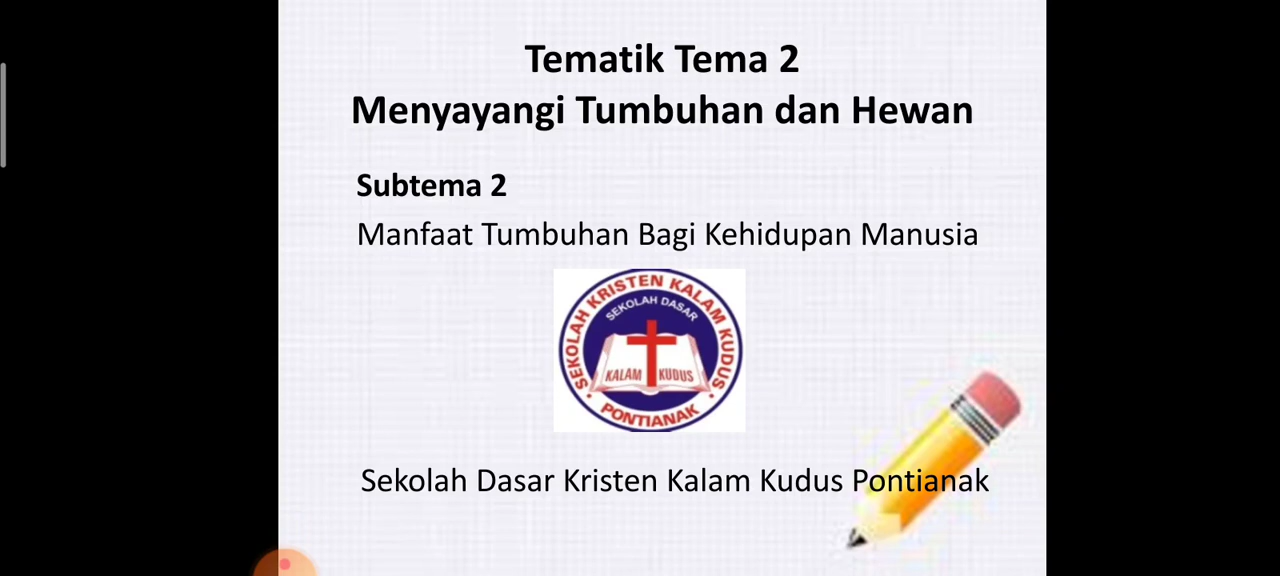 Tematik Tema 2
Menyayangi Tumbuhan dan Hewan
Subtema 2
Manfaat Tumbuhan Bagi Kehidupan Manusia
SEKOLAH KRISTEN KALAM KUDUS
SEKOLAH DASAR
KALAM KUDUS
PONTIANAK
Sekolah Dasar Kristen Kalam Kudus Pontianak